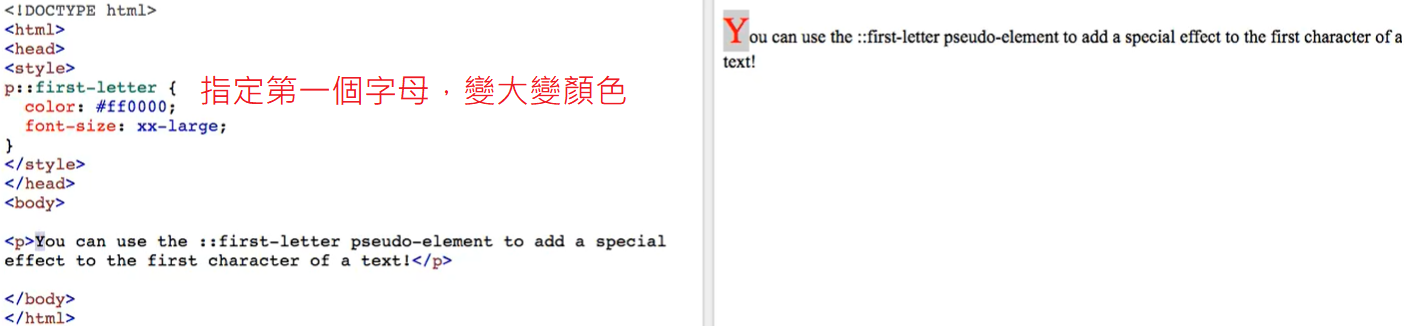 <!DOCTYPE html>
<html>
<head>
<style>
p::first-letter {
指定第一個字母，變大變顏色
color: #ff0000;
font-size: xx-large;
}
</style>
</head>
<body>
<p>You can use the ::first-letter pseudo-element to add a special
effect to the first character of a text!</p>
</body>
</html>
You can use the ::first-letter pseudo-element to add a special effect to the first character of a
text!